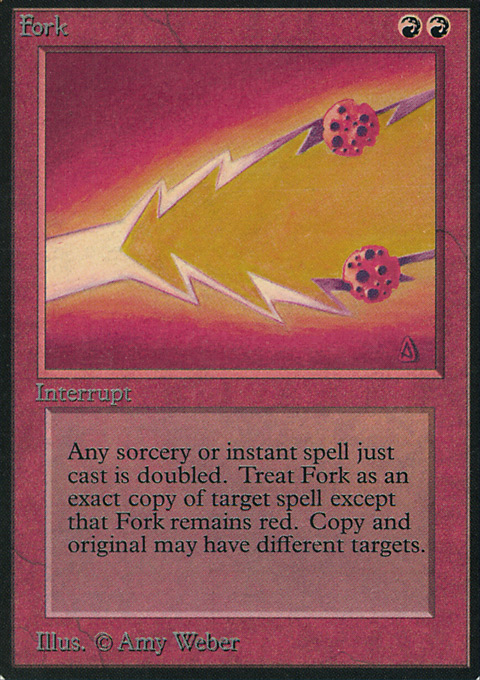 Fork
Interrupt
Any sorcery or instant spell just
cast is doubled. Treat Fork as an
exact copy of target spell except
that Fork remains red. Copy and
original may have different targets.
Illus. © Amy Weber